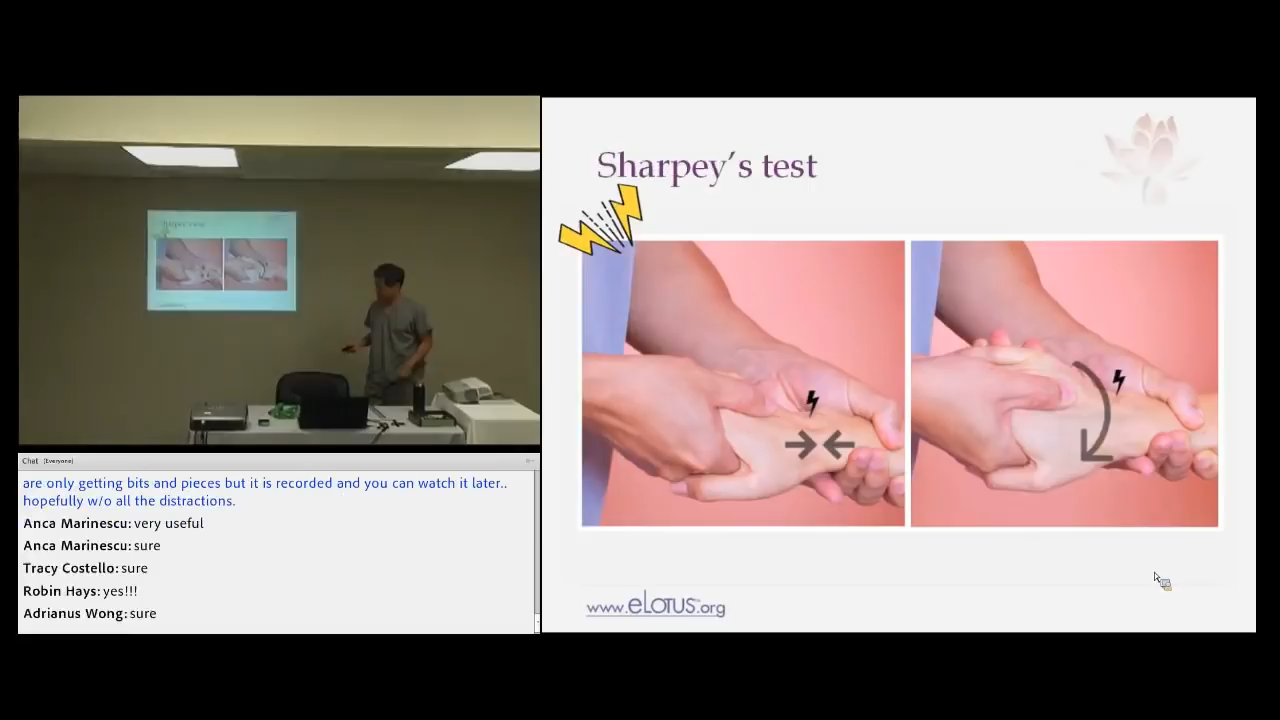 Sharpey's test
Chat (Everyone)
are only getting bits and pieces but it is recorded and you can watch it later..
hopefully w/o all the distractions.
Anca Marinescu: very useful
Anca Marinescu: sure
Tracy Costello: sure
Robin Hays: yes!!!
Adrianus Wong: sure
www.eLOTUS.org